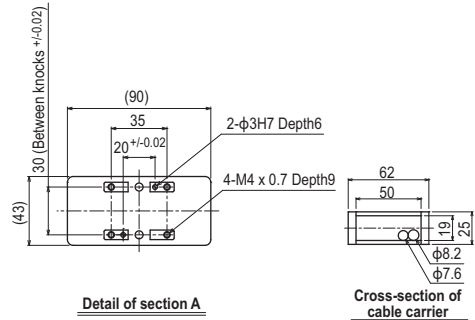 30 (Between knocks +/-0.02)
(90)
35
20 +/-0.02
2-ϕ3H7 Depth6
4-M4 x 0.7 Depth9
(43)
Detail of section A
62
50
19
25
ϕ8.2
ϕ7.6
Cross-section of
cable carrier